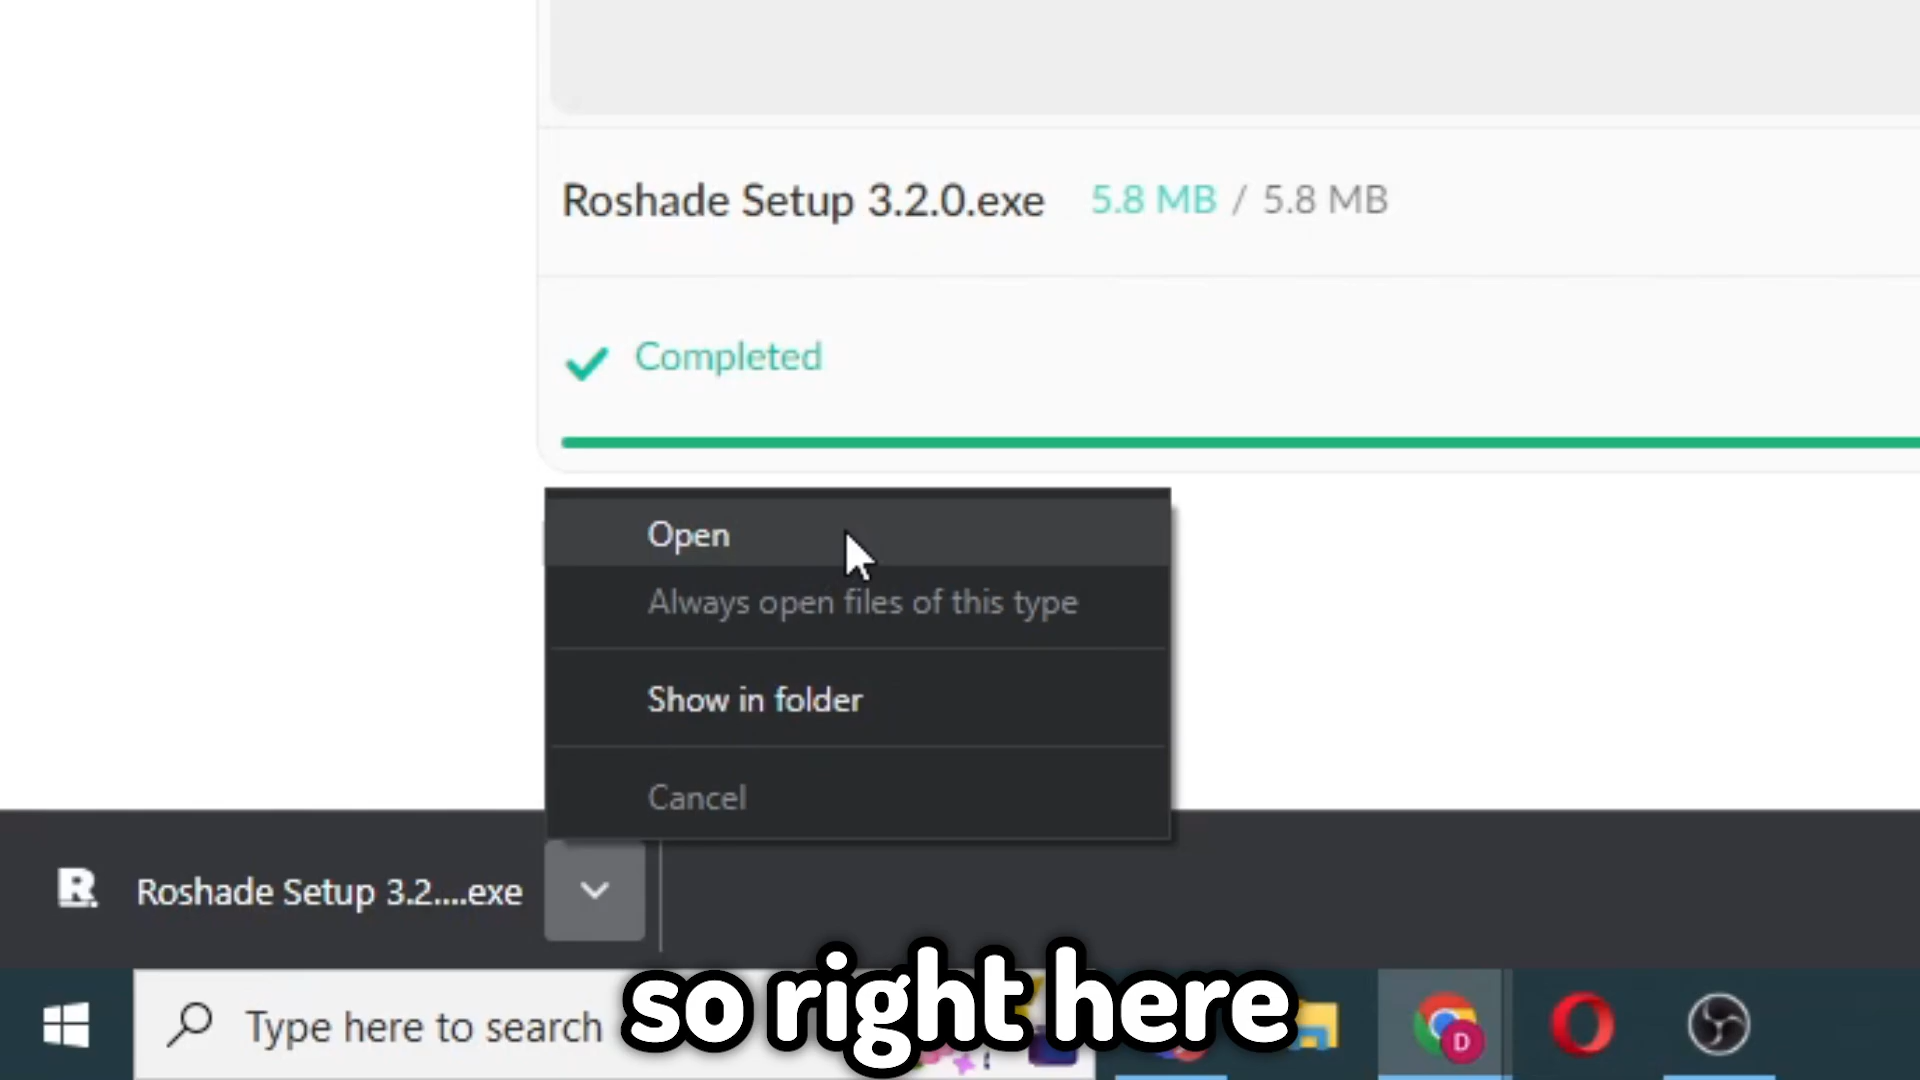 Roshade Setup 3.2.0.exe 5.8 MB / 5.8 MB
Completed
Open
Always open files of this type
Show in folder
Cancel
Roshade Setup 3.2....exe
Type here to search
so right here
D